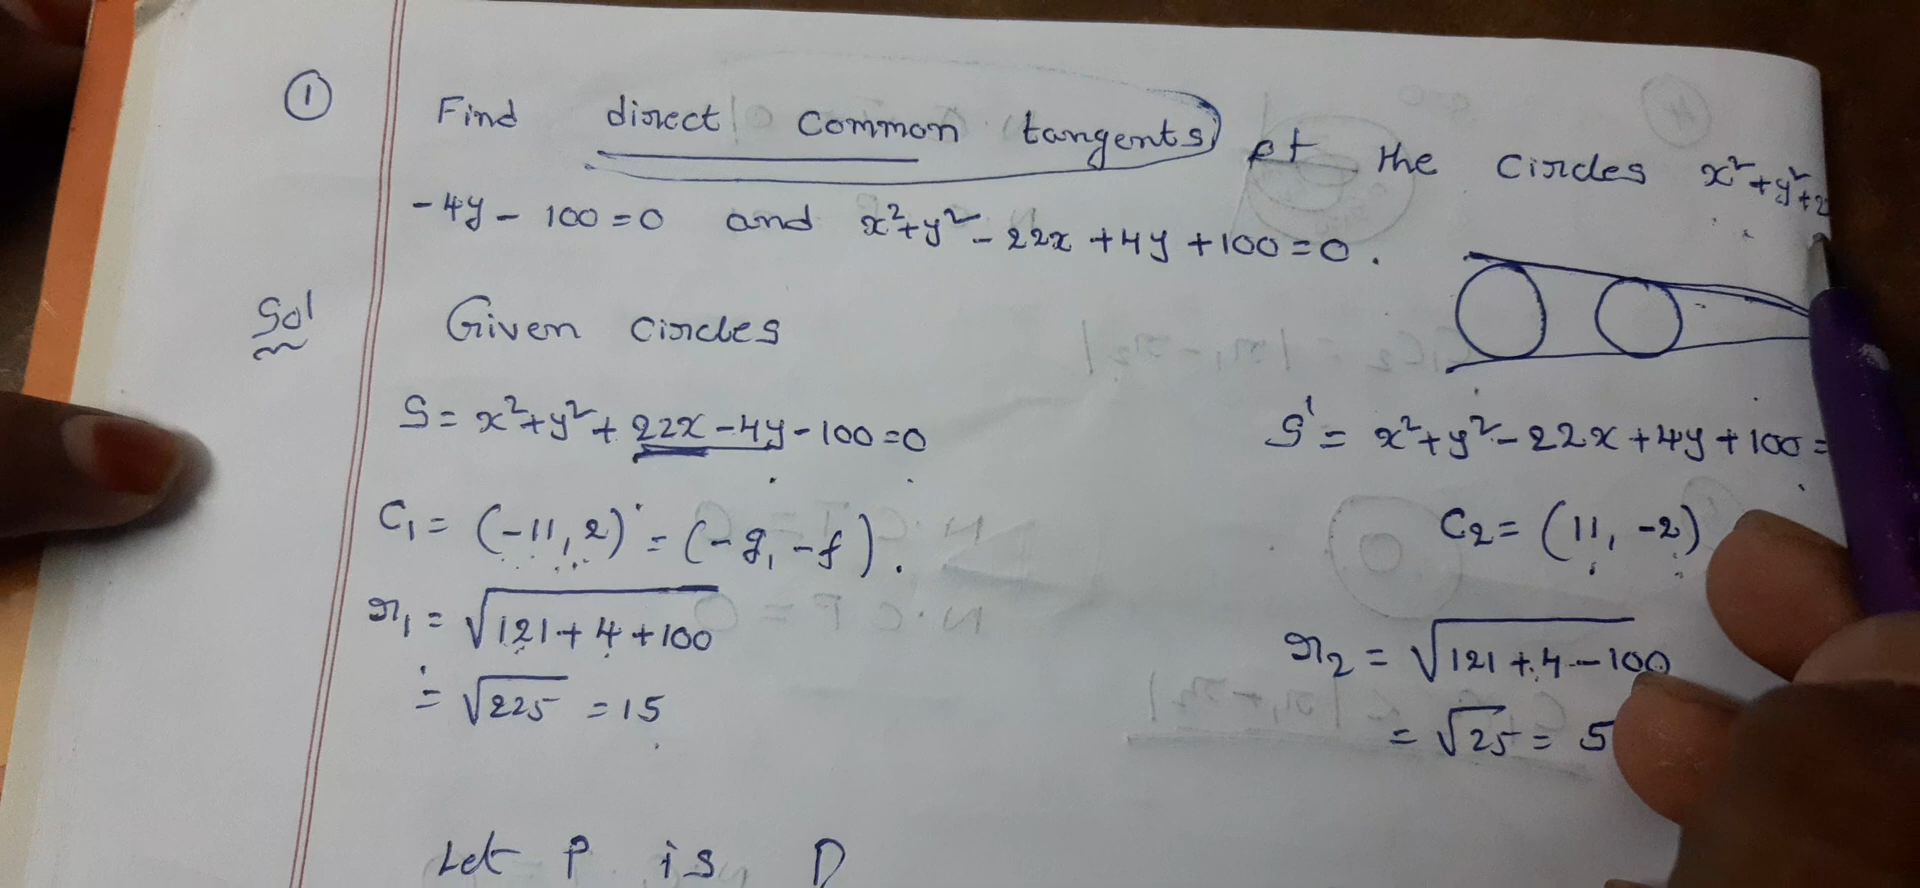 ① Find direct common tangents of the circles x²+y²+2
-4y - 100 = 0 and x²+y² - 22x + 4y + 100 = 0.
Sol Given circles
S = x²+y²+ 22x - 4y - 100 = 0 S' = x²+y² - 22x + 4y + 100 =
C₁ = (-11, 2) = (-g, -f). C₂ = (11, -2)
r₁ = √121 + 4 + 100 r₂ = √121 + 4 - 100
= √225 = 15 = √25 = 5
Let P is